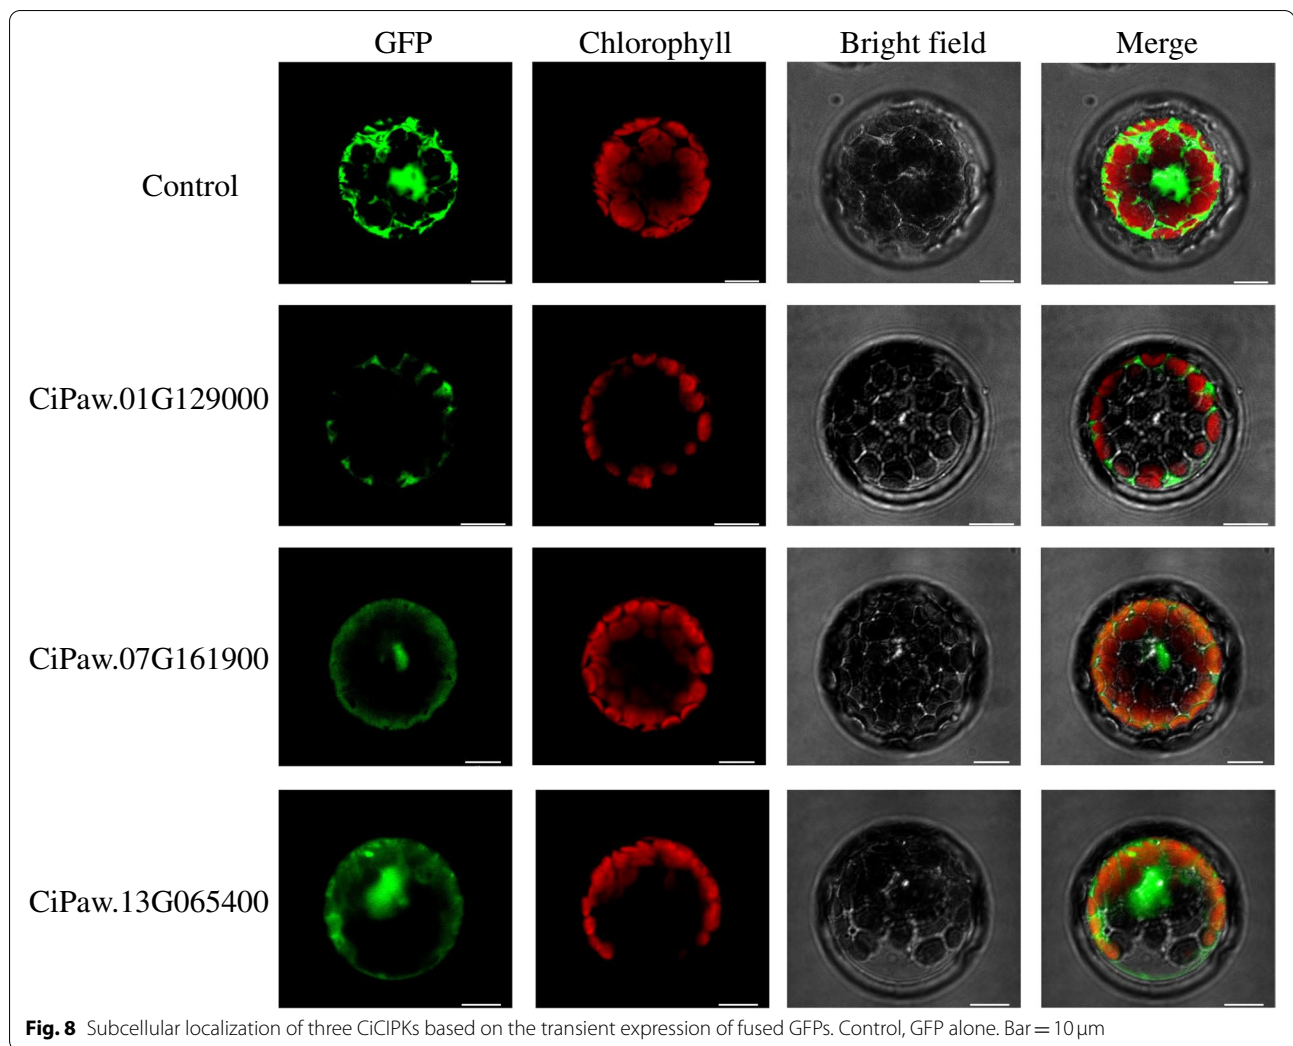 GFP Chlorophyll Bright field Merge
Control
CiPaw.01G129000
CiPaw.07G161900
CiPaw.13G065400
Fig. 8 Subcellular localization of three CiCIPKs based on the transient expression of fused GFPs. Control, GFP alone. Bar = 10 μm